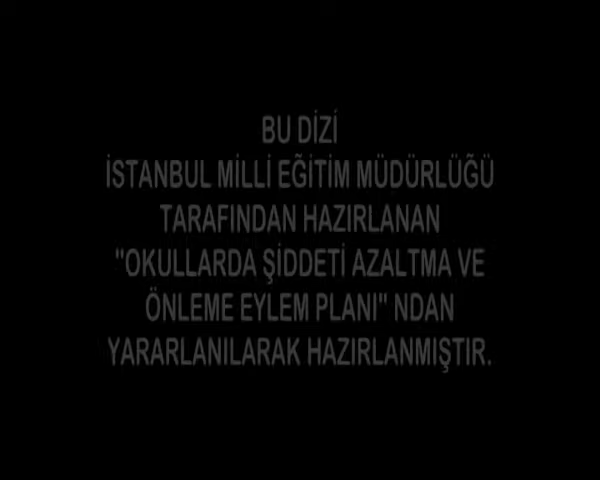 BU DİZİ
İSTANBUL MİLLİ EĞİTİM MÜDÜRLÜĞÜ
TARAFINDAN HAZIRLANAN
"OKULLARDA ŞİDDETİ AZALTMA VE
ÖNLEME EYLEM PLANI" NDAN
YARARLANILARAK HAZIRLANMIŞTIR.